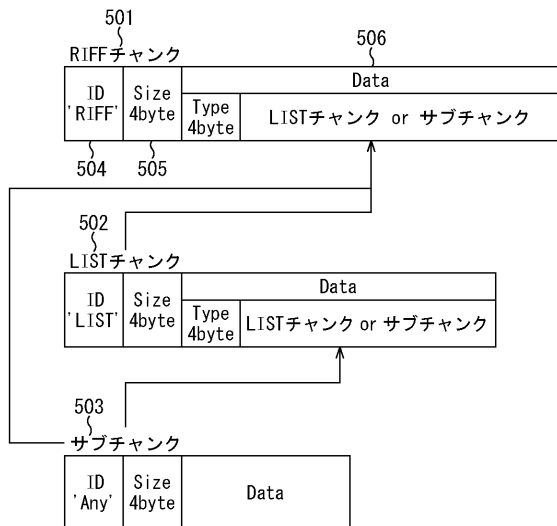 501
RIFFチャンク
506
ID
'RIFF'
Size
4byte
Data
Type
4byte
LISTチャンク or サブチャンク
504
505
502
LISTチャンク
ID
'LIST'
Size
4byte
Data
Type
4byte
LISTチャンク or サブチャンク
503
サブチャンク
ID
'Any'
Size
4byte
Data